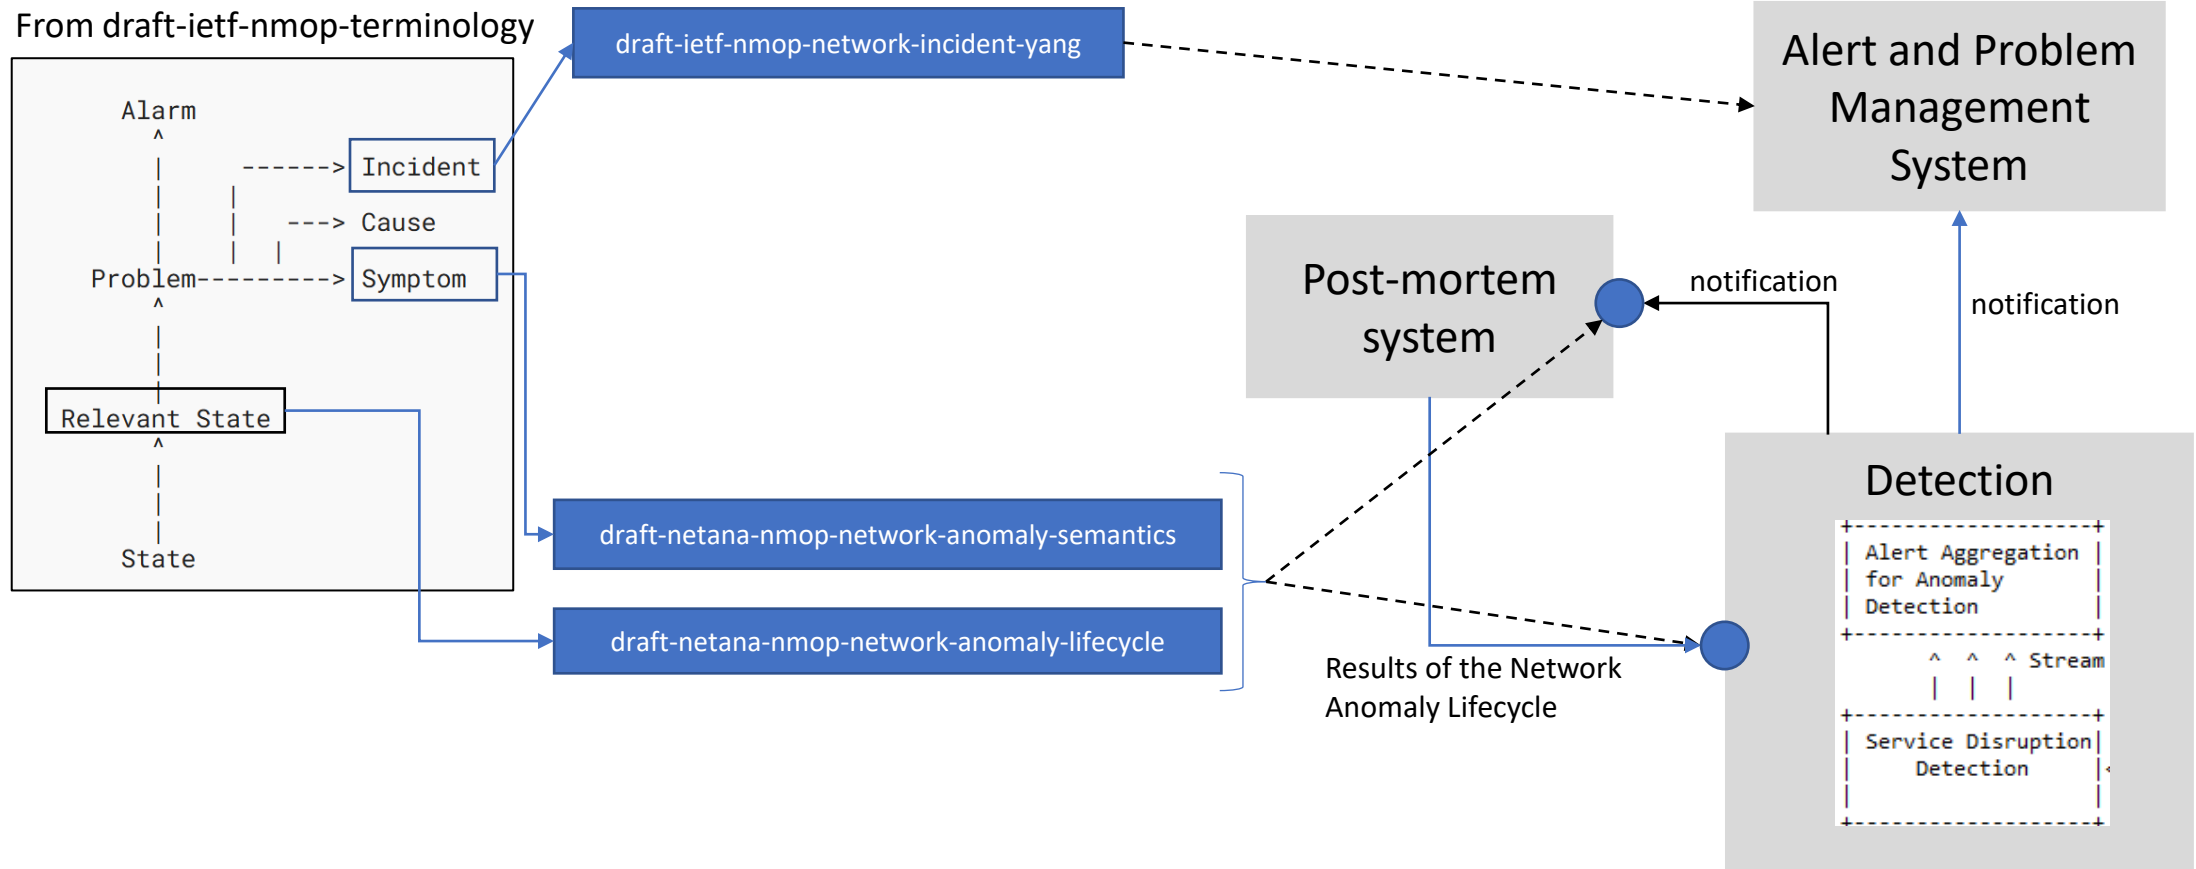 From draft-ietf-nmop-terminology
Alarm
Incident
Cause
Problem
Symptom
Relevant State
State
draft-ietf-nmop-network-incident-yang
draft-netana-nmop-network-anomaly-semantics
draft-netana-nmop-network-anomaly-lifecycle
Alert and Problem
Management
System
Post-mortem
system
notification
notification
Results of the Network
Anomaly Lifecycle
Detection
Alert Aggregation
for Anomaly
Detection
Stream
Service Disruption
Detection